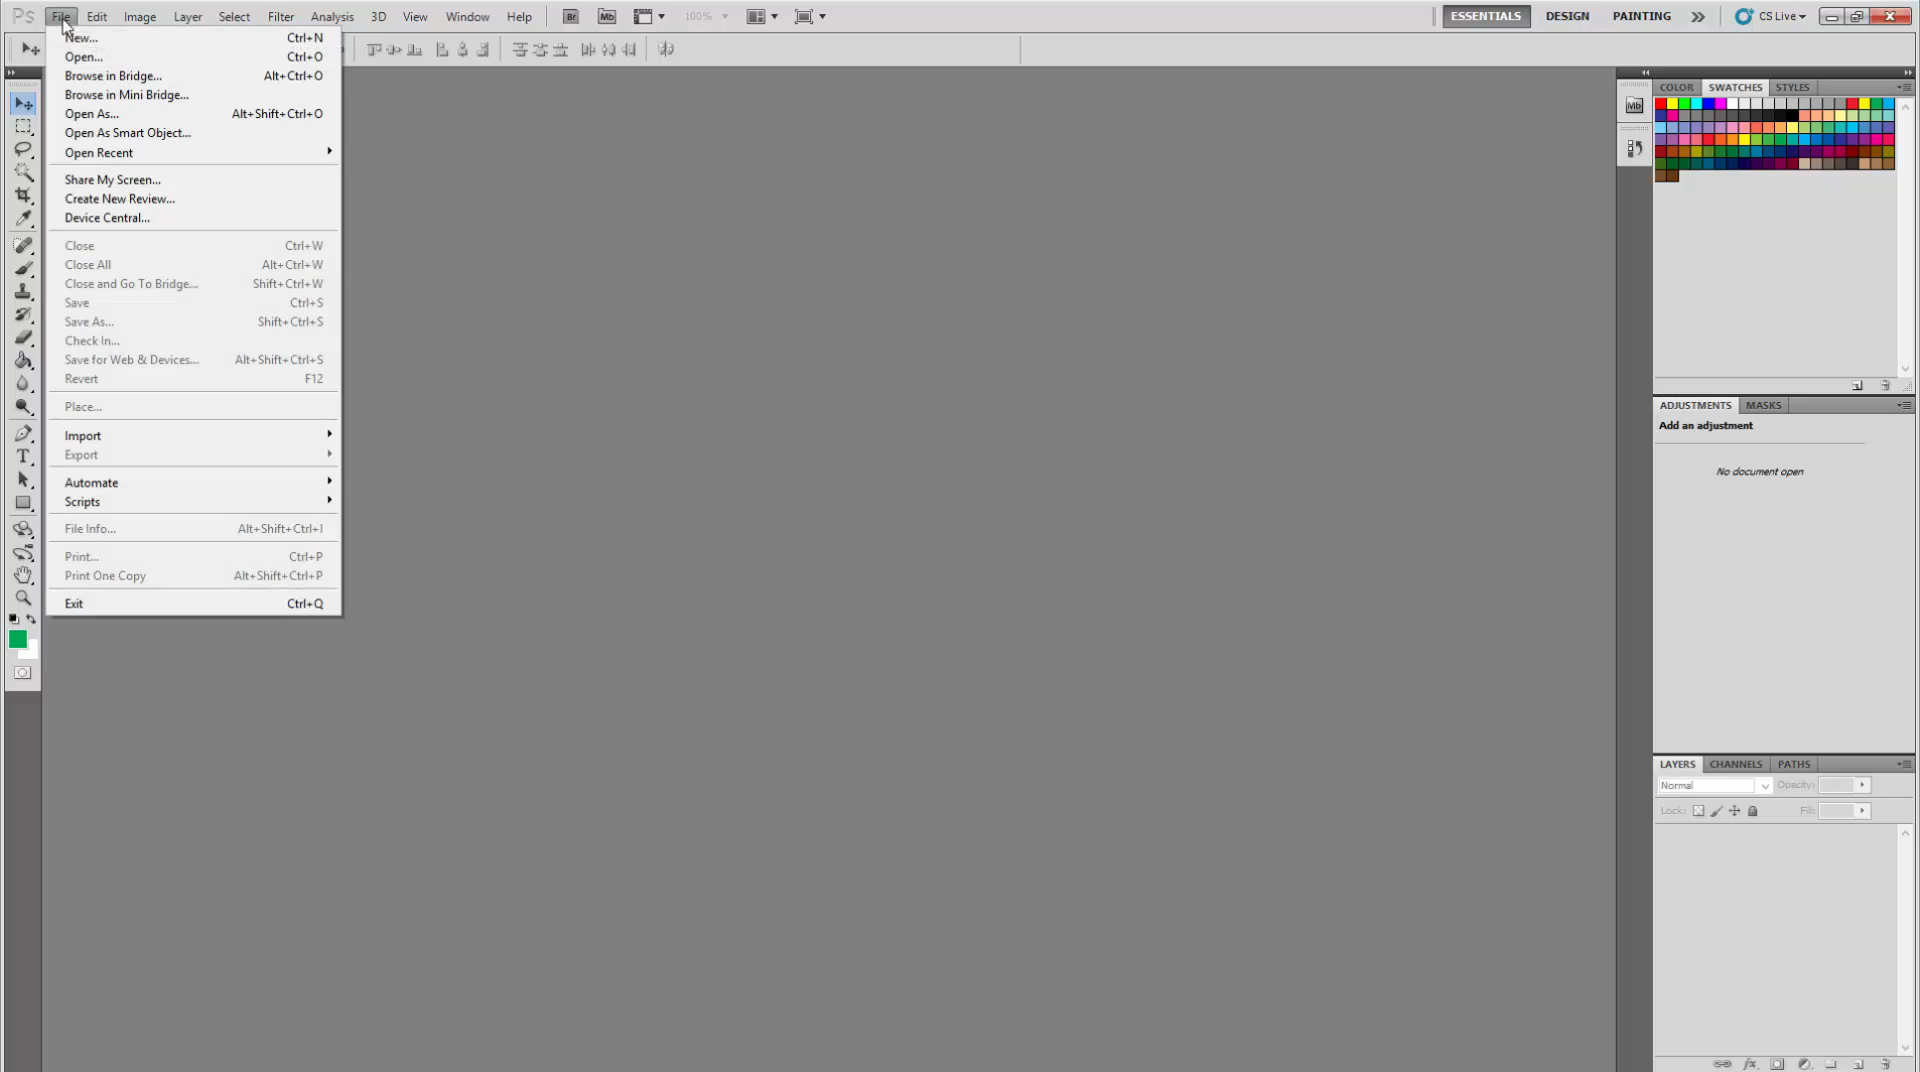 Ps File Edit Image Layer Select Filter Analysis 3D View Window Help Br Mb 100% ESSENTIALS DESIGN PAINTING CS Live
New... Ctrl+N
Open... Ctrl+O
Browse in Bridge... Alt+Ctrl+O
Browse in Mini Bridge...
Open As... Alt+Shift+Ctrl+O
Open As Smart Object...
Open Recent
Share My Screen...
Create New Review...
Device Central...
Close Ctrl+W
Close All Alt+Ctrl+W
Close and Go To Bridge... Shift+Ctrl+W
Save Ctrl+S
Save As... Shift+Ctrl+S
Check In...
Save for Web & Devices... Alt+Shift+Ctrl+S
Revert F12
Place...
Import
Export
Automate
Scripts
File Info... Alt+Shift+Ctrl+I
Print... Ctrl+P
Print One Copy Alt+Shift+Ctrl+P
Exit Ctrl+Q
T
Mb
COLOR SWATCHES STYLES
ADJUSTMENTS MASKS
Add an adjustment
No document open
LAYERS CHANNELS PATHS
Normal Opacity:
Lock: Fill:
fx